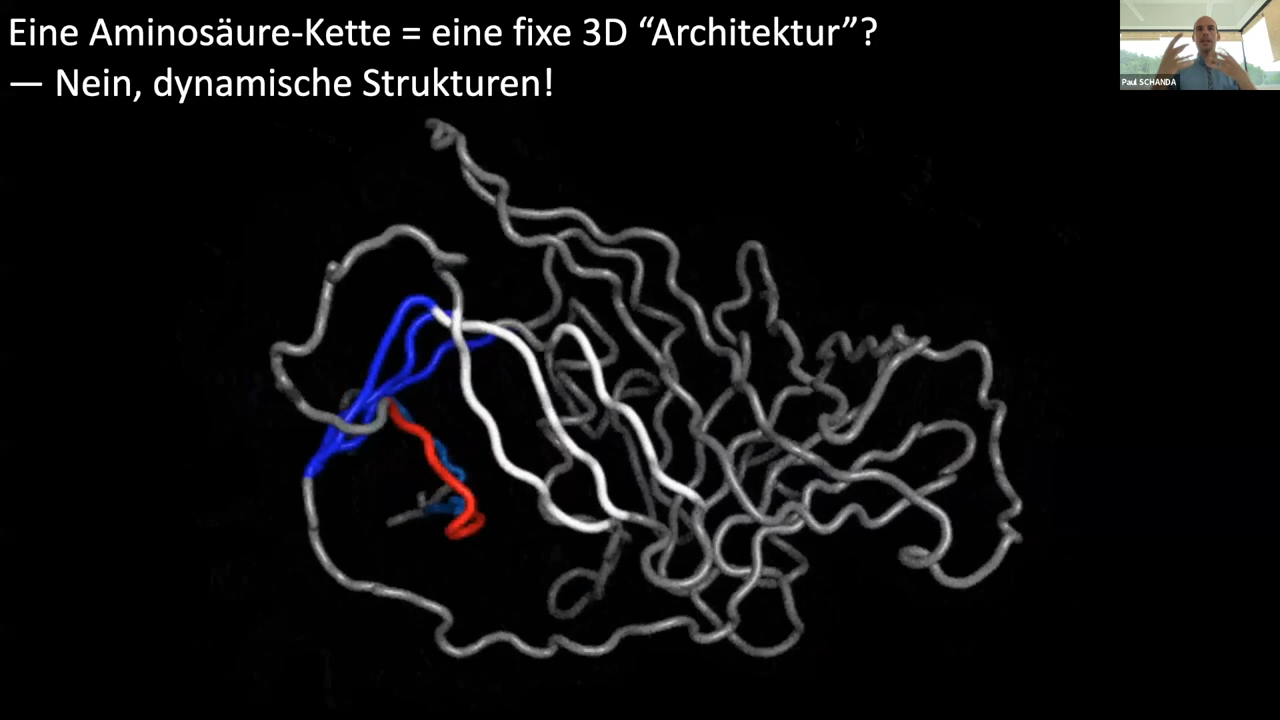 Eine Aminosäure-Kette = eine fixe 3D “Architektur”?
— Nein, dynamische Strukturen!
Paul SCHANDA